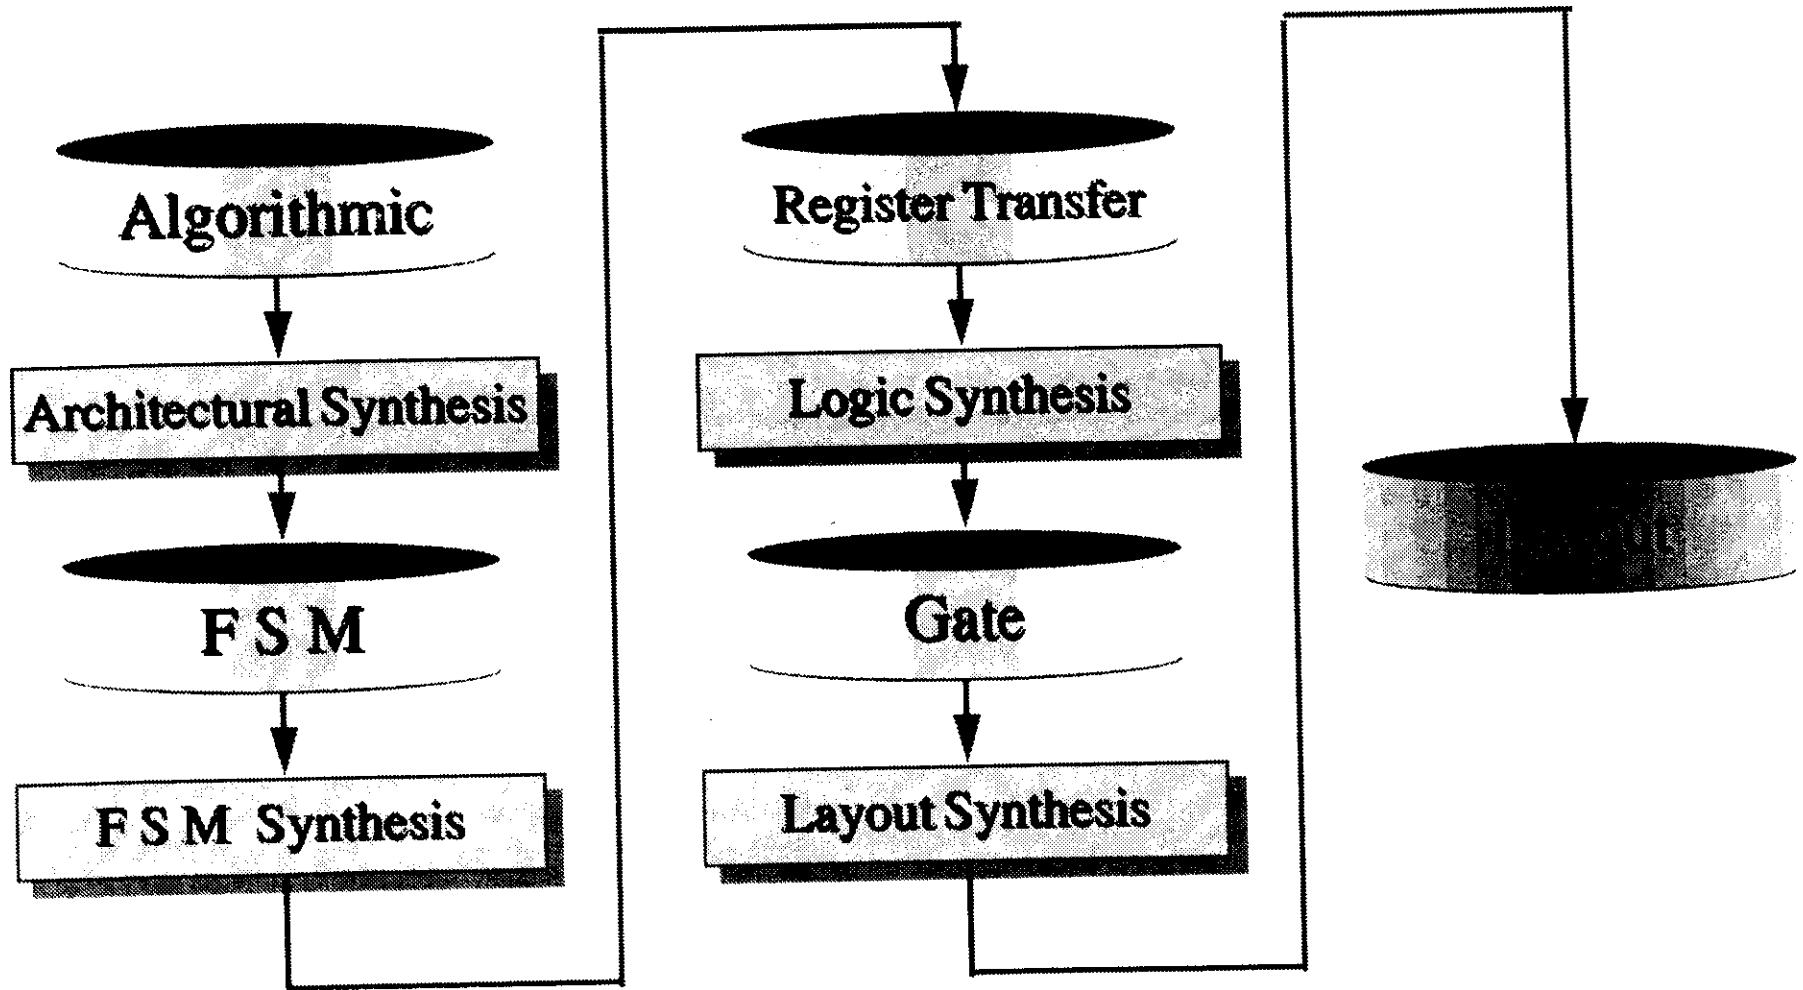 Algorithmic
Architectural Synthesis
F S M
F S M Synthesis
Register Transfer
Logic Synthesis
Gate
Layout Synthesis